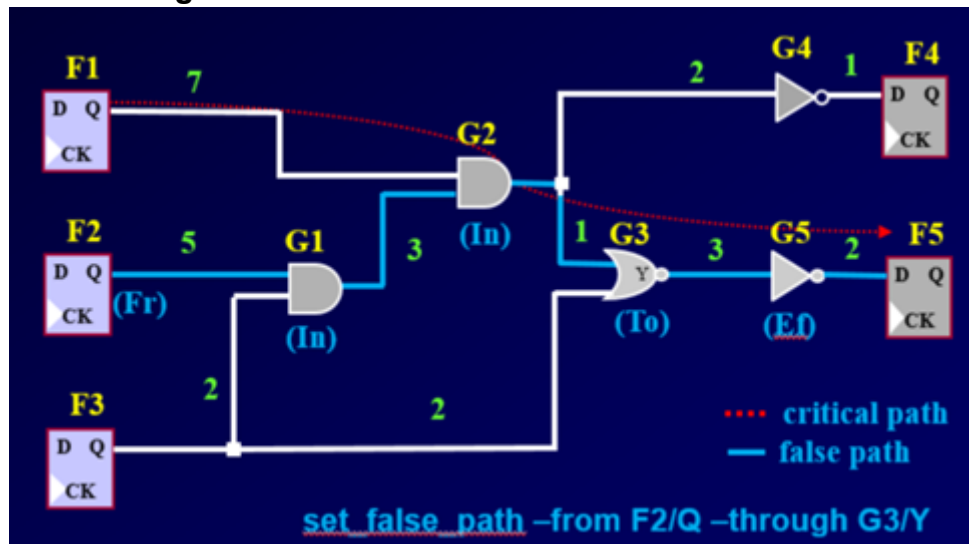 G4
F4
F1
7
2
1
D Q
CK
G2
D Q
CK
F2
5
G1
3
(In)
1
G3
3
G5
2
F5
D Q
CK
(Fr)
(In)
Y
(To)
(Ef)
D Q
CK
F3
2
2
D Q
CK
critical path
false path
set_false_path –from F2/Q –through G3/Y